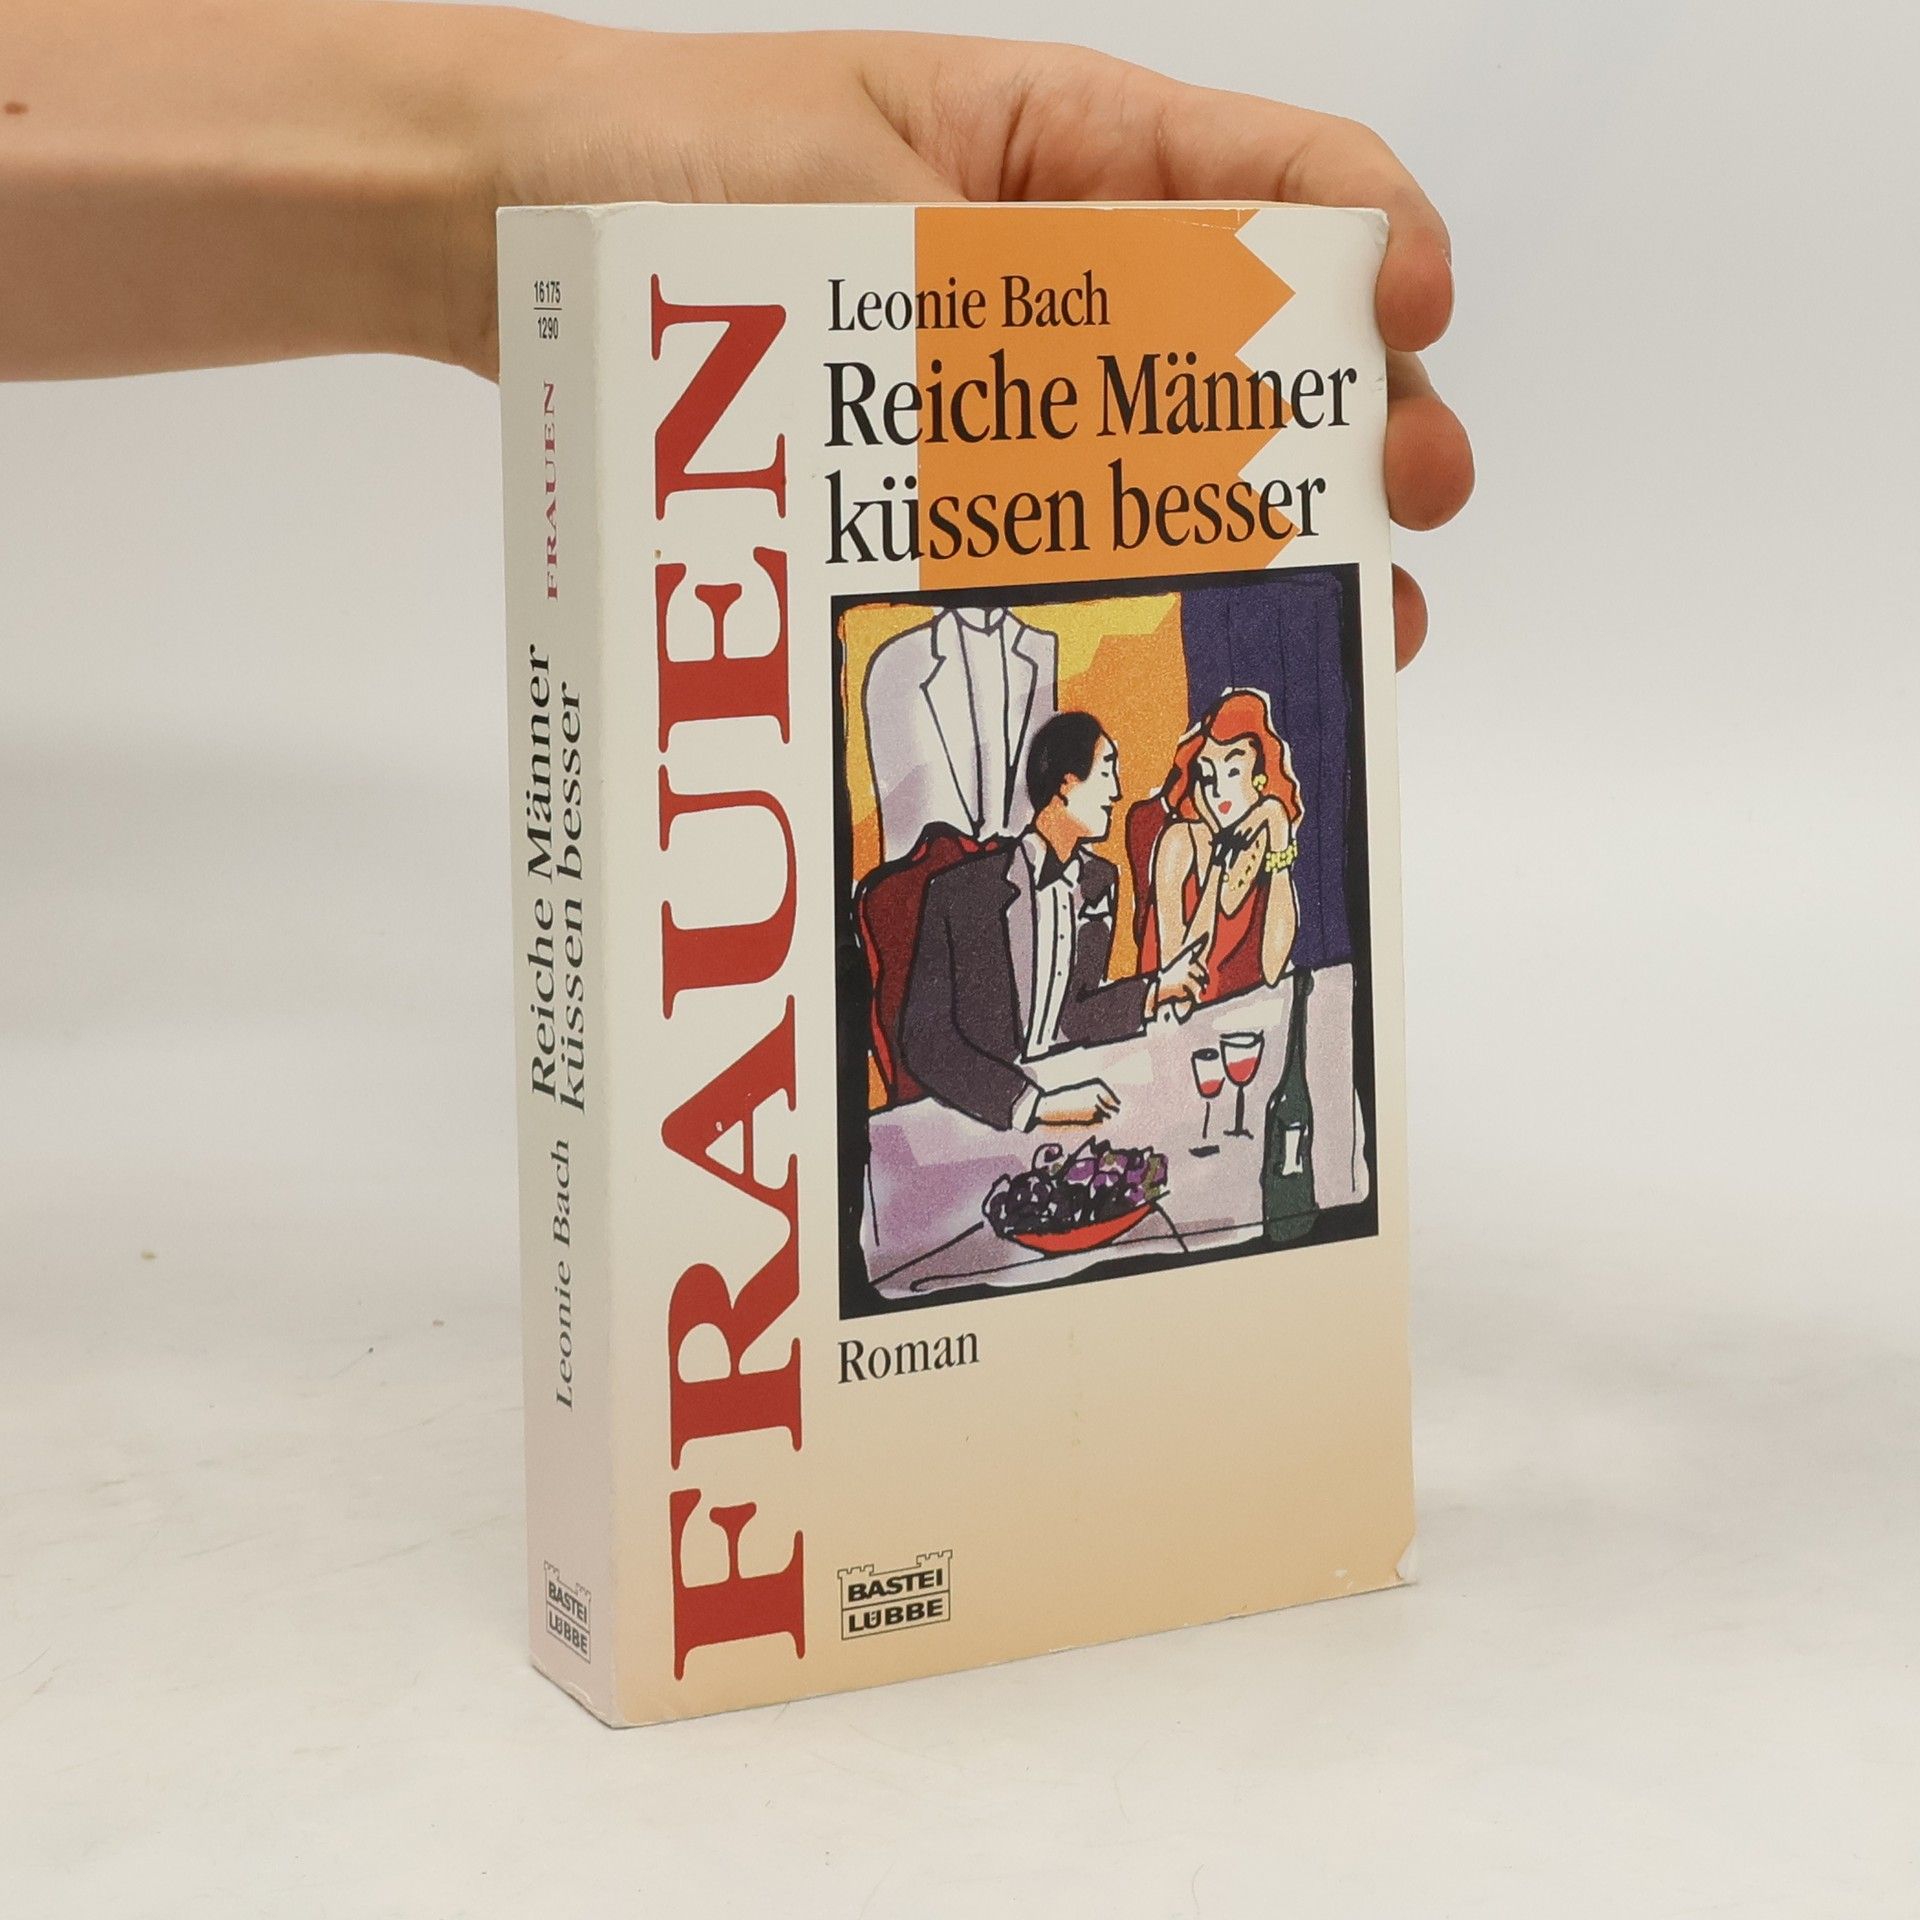 16175
1290
FRAUEN
Reiche Männer
küssen besser
Leonie Bach
BASTEI
LÜBBE
FRAUEN
Leonie Bach
Reiche Männer
küssen besser
Roman
BASTEI
LÜBBE